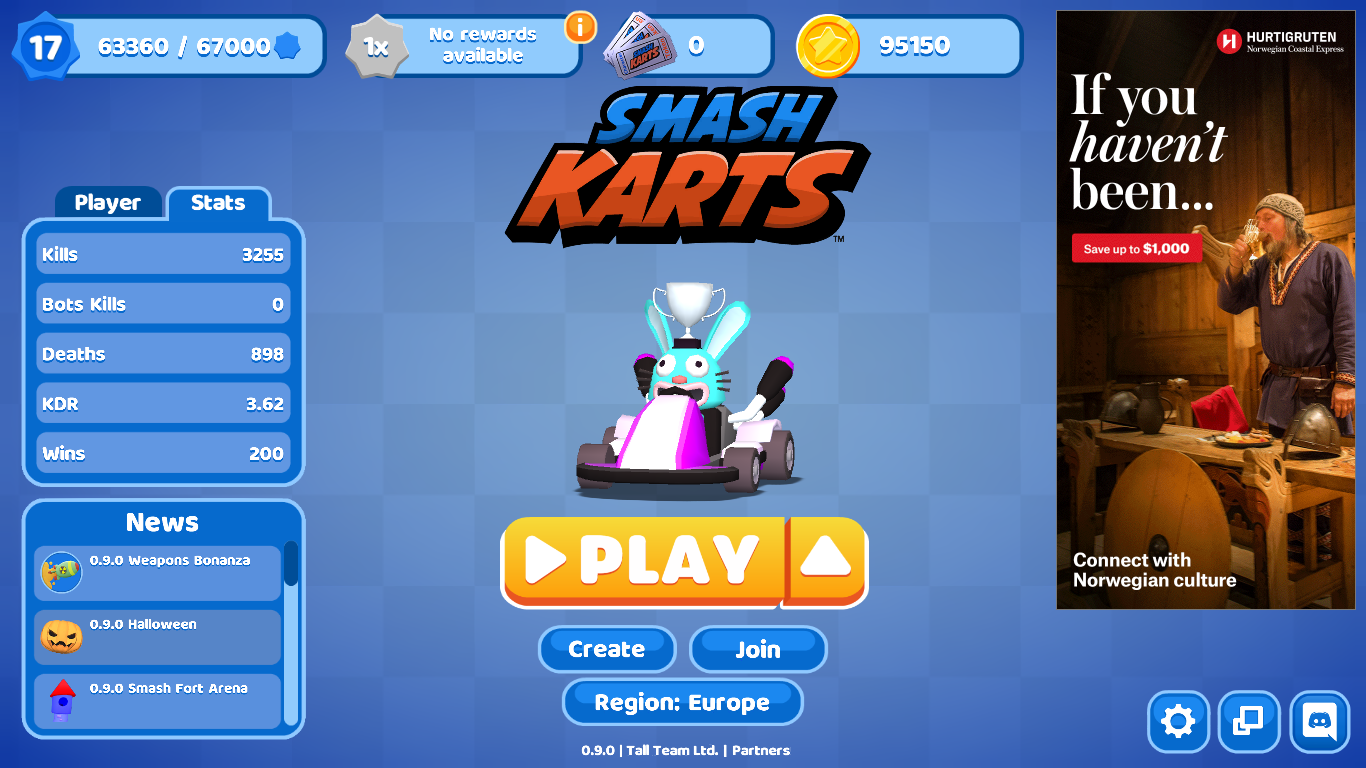 17
63360 / 67000
1x
No rewards
available
i
0
95150
SMASH
KARTS
™
Player
Stats
Kills
3255
Bots Kills
0
Deaths
898
KDR
3.62
Wins
200
News
0.9.0 Weapons Bonanza
0.9.0 Halloween
0.9.0 Smash Fort Arena
PLAY
Create
Join
Region: Europe
0.9.0 | Tall Team Ltd. | Partners
HURTIGRUTEN
Norwegian Coastal Express
If you
haven't
been...
Save up to $1,000
Connect with
Norwegian culture